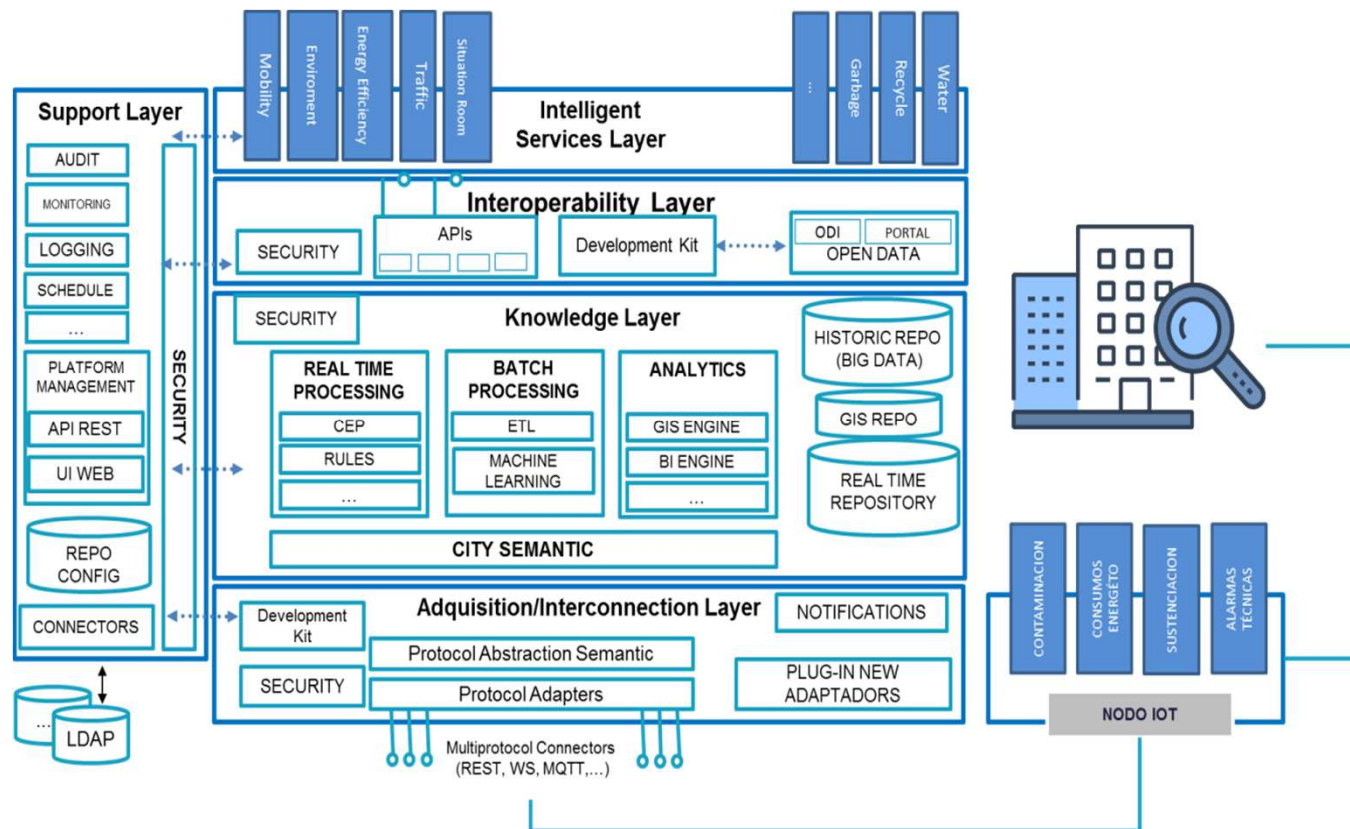 Mobility
Enviroment
Energy Efficiency
Traffic
Situation Room
...
Garbage
Recycle
Water
Intelligent
Services Layer
Support Layer
AUDIT
MONITORING
LOGGING
SCHEDULE
...
PLATFORM
MANAGEMENT
API REST
UI WEB
REPO
CONFIG
CONNECTORS
SECURITY
...
LDAP
Interoperability Layer
SECURITY
APIs
Development Kit
ODI
PORTAL
OPEN DATA
SECURITY
Knowledge Layer
REAL TIME
PROCESSING
CEP
RULES
...
BATCH
PROCESSING
ETL
MACHINE
LEARNING
ANALYTICS
GIS ENGINE
BI ENGINE
...
HISTORIC REPO
(BIG DATA)
GIS REPO
REAL TIME
REPOSITORY
CITY SEMANTIC
Adquisition/Interconnection Layer
Development
Kit
SECURITY
Protocol Abstraction Semantic
Protocol Adapters
NOTIFICATIONS
PLUG-IN NEW
ADAPTADORS
Multiprotocol Connectors
(REST, WS, MQTT,...)
CONTAMINACION
CONSUMOS
ENERGÉTO
SUSTENCIACION
ALARMAS
TÉCNICAS
NODO IOT